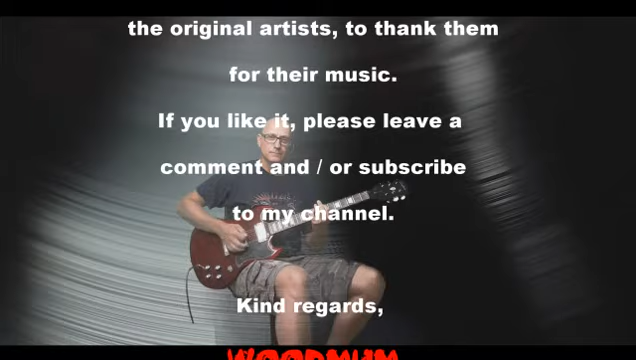 the original artists, to thank them
for their music.
If you like it, please leave a
comment and / or subscribe
to my channel.
Kind regards,
WOODMUM